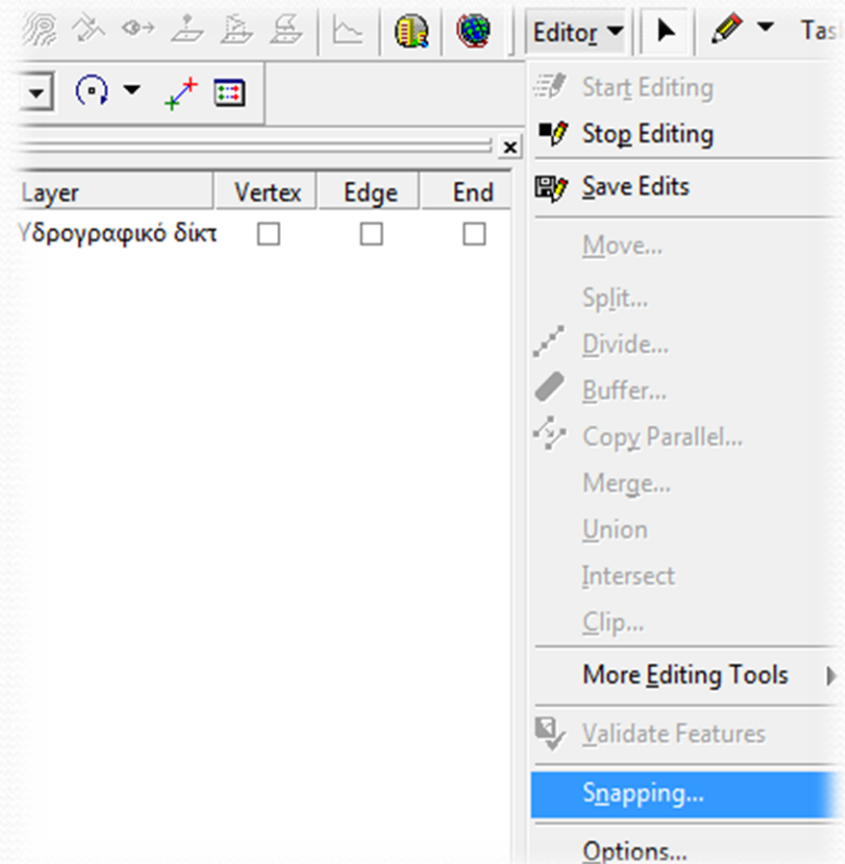 Editor
Layer Vertex Edge End
Υδρογραφικό δίκτ
Start Editing
Stop Editing
Save Edits
Move...
Split...
Divide...
Buffer...
Copy Parallel...
Merge...
Union
Intersect
Clip...
More Editing Tools
Validate Features
Snapping...
Options...